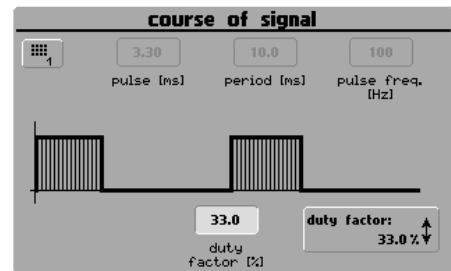 course of signal
1
3.30
10.0
100
pulse [ms]
period [ms]
pulse freq.
[Hz]
33.0
duty
factor [%]
duty factor:
33.0%